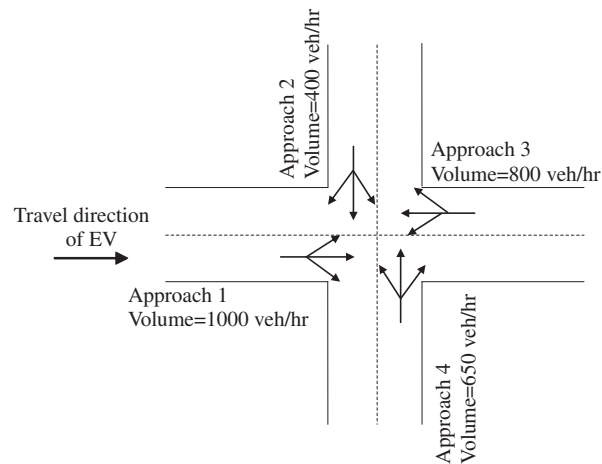 Approach 2
Volume=400 veh/hr
Approach 3
Volume=800 veh/hr
Travel direction
of EV
Approach 1
Volume=1000 veh/hr
Approach 4
Volume=650 veh/hr